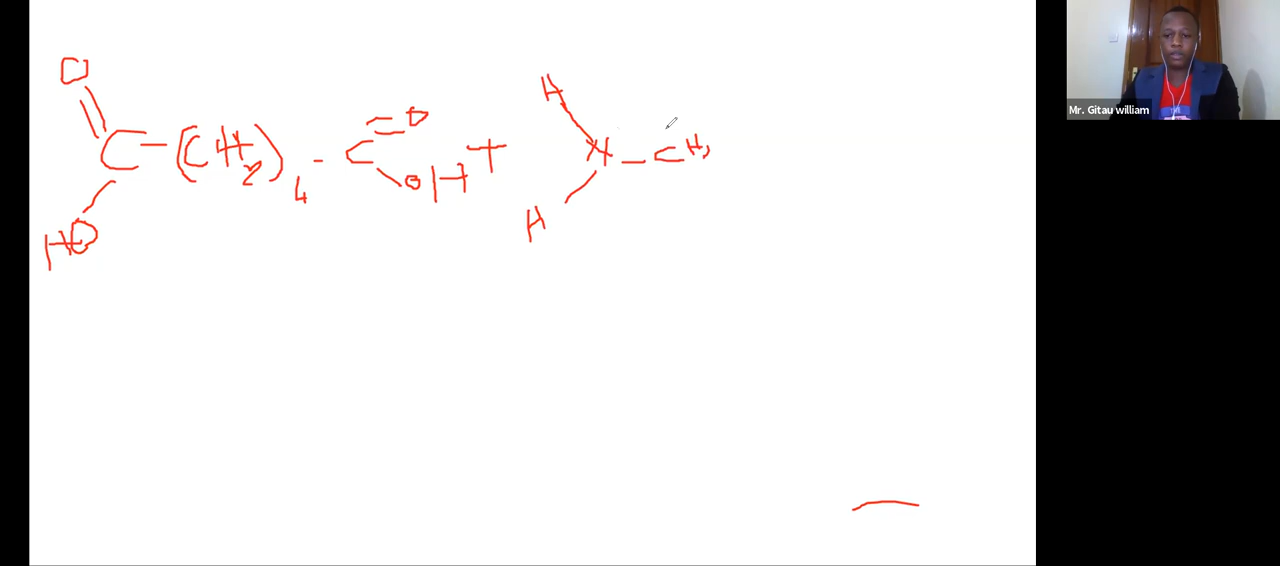 O H
C-(CH2)4-C=O + N-CH3
HO OH H
Mr. Gitau william